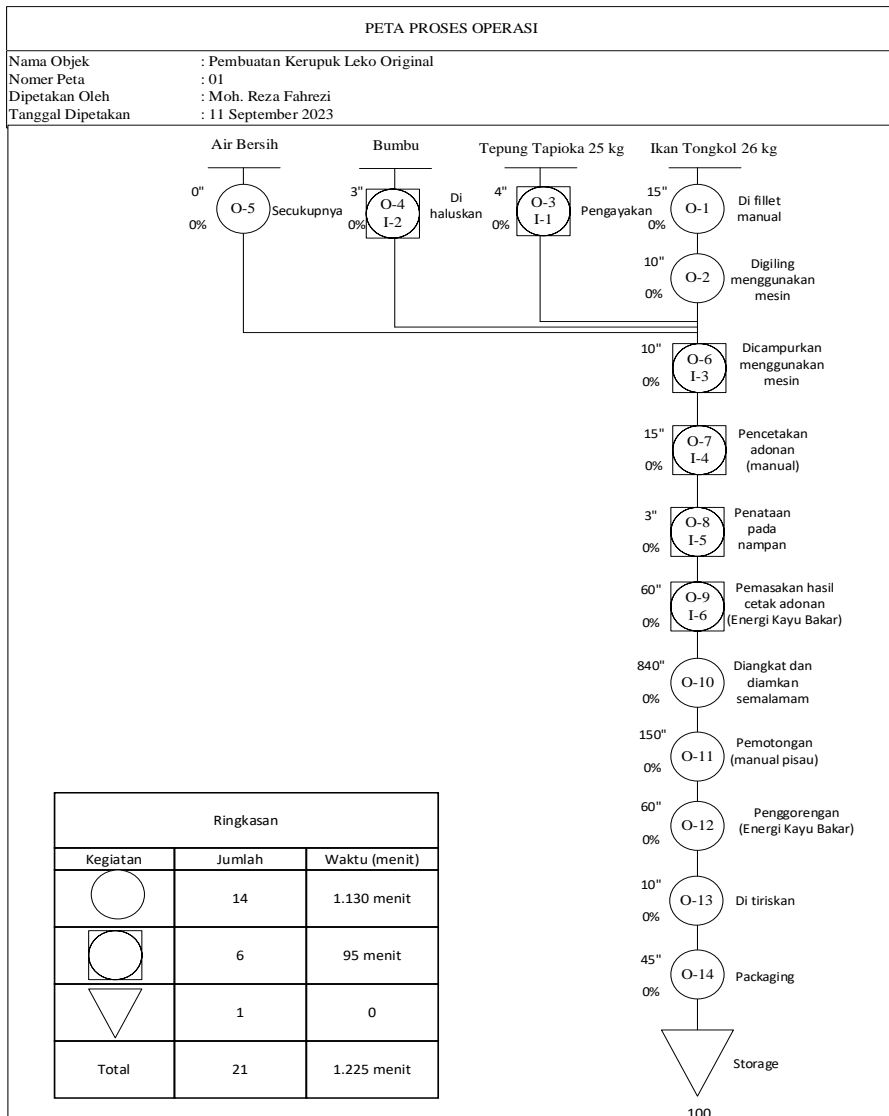 PETA PROSES OPERASI
Nama Objek : Pembuatan Kerupuk Leko Original
Nomer Peta : 01
Dipetakan Oleh : Moh. Reza Fahrezi
Tanggal Dipetakan : 11 September 2023
Air Bersih
Bumbu
Tepung Tapioka 25 kg
Ikan Tongkol 26 kg
0"
0%
O-5
Secukupnya
3"
0%
O-4
I-2
Di
haluskan
4"
0%
O-3
I-1
Pengayakan
15"
0%
O-1
Di fillet
manual
10"
0%
O-2
Digiling
menggunakan
mesin
10"
0%
O-6
I-3
Dicampurkan
menggunakan
mesin
15"
0%
O-7
I-4
Pencetakan
adonan
(manual)
3"
0%
O-8
I-5
Penataan
pada
nampan
60"
0%
O-9
I-6
Pemasakan hasil
cetak adonan
(Energi Kayu Bakar)
840"
0%
O-10
Diangkat dan
diamkan
semalamam
150"
0%
O-11
Pemotongan
(manual pisau)
60"
0%
O-12
Penggorengan
(Energi Kayu Bakar)
10"
0%
O-13
Di tiriskan
45"
0%
O-14
Packaging
Storage
100
Ringkasan
Kegiatan Jumlah Waktu (menit)
14 1.130 menit
6 95 menit
1 0
Total 21 1.225 menit